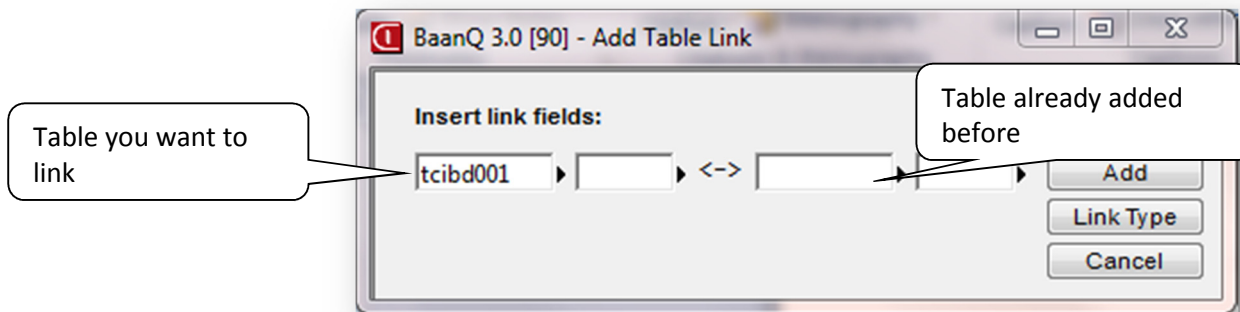 BaanQ 3.0 [90] - Add Table Link
Table already added
before
Insert link fields:
Table you want to
link
tcibd001 <->
Add
Link Type
Cancel